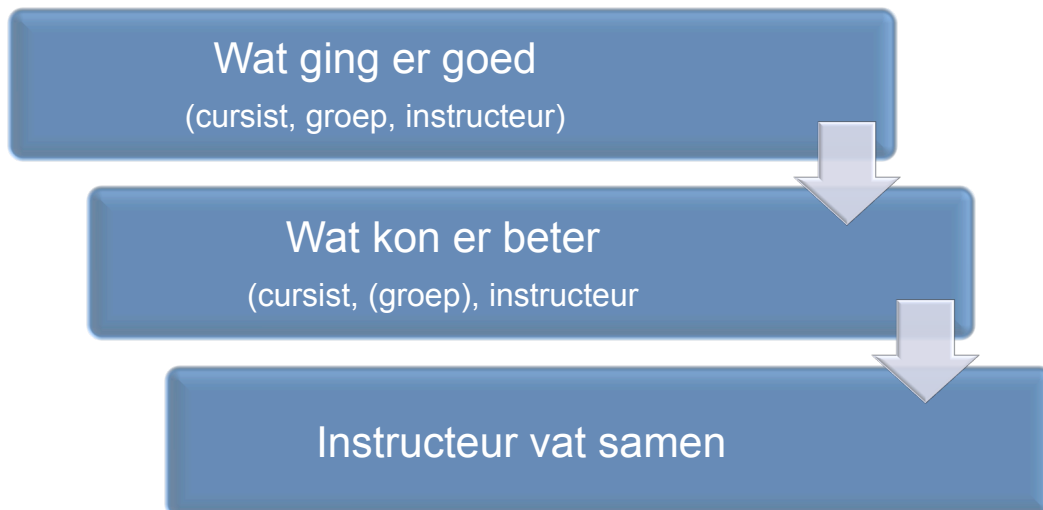 Wat ging er goed
(cursist, groep, instructeur)
Wat kon er beter
(cursist, (groep), instructeur
Instructeur vat samen